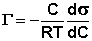 Γ = - C/RT dσ/dC